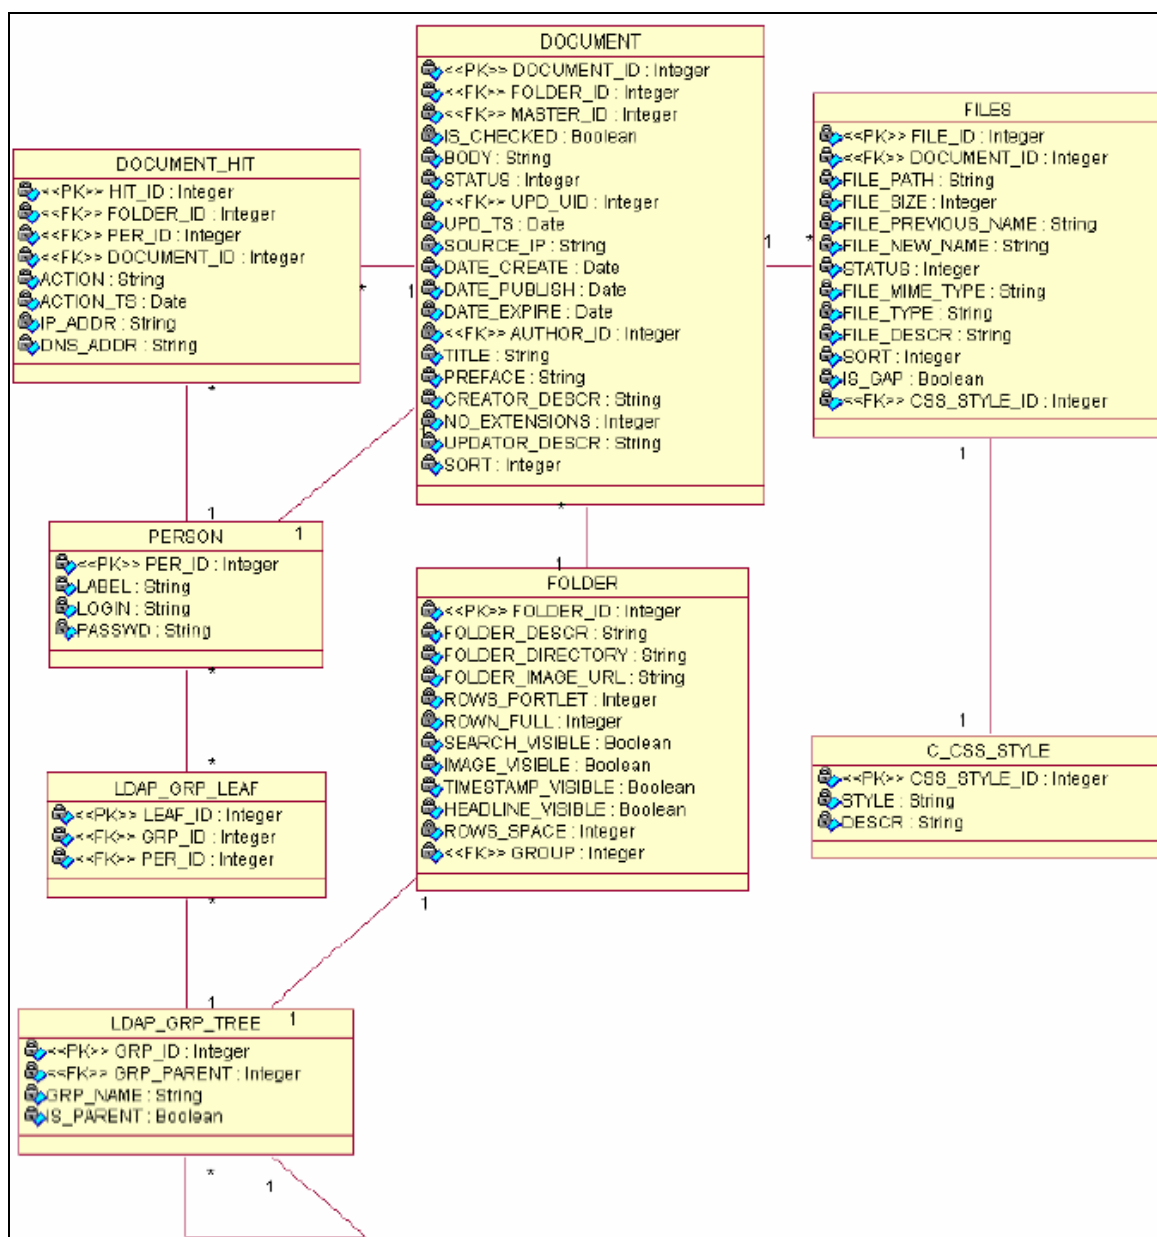 DOCUMENT
<<PK>> DOCUMENT_ID : Integer
<<FK>> FOLDER_ID : Integer
<<FK>> MASTER_ID : Integer
IS_CHECKED : Boolean
BODY : String
STATUS : Integer
<<FK>> UPD_UID : Integer
UPD_TS : Date
SOURCE_IP : String
DATE_CREATE : Date
DATE_PUBLISH : Date
DATE_EXPIRE : Date
<<FK>> AUTHOR_ID : Integer
TITLE : String
PREFACE : String
CREATOR_DESCR : String
NO_EXTENSIONS : Integer
UPDATOR_DESCR : String
SORT : Integer
FILES
<<PK>> FILE_ID : Integer
<<FK>> DOCUMENT_ID : Integer
FILE_PATH : String
FILE_SIZE : Integer
FILE_PREVIOUS_NAME : String
FILE_NEW_NAME : String
STATUS : Integer
FILE_MIME_TYPE : String
FILE_TYPE : String
FILE_DESCR : String
SORT : Integer
IS_GAP : Boolean
<<FK>> CSS_STYLE_ID : Integer
DOCUMENT_HIT
<<PK>> HIT_ID : Integer
<<FK>> FOLDER_ID : Integer
<<FK>> PER_ID : Integer
<<FK>> DOCUMENT_ID : Integer
ACTION : String
ACTION_TS : Date
IP_ADDR : String
DNS_ADDR : String
* 1
1 *
*
1
1
1
PERSON
<<PK>> PER_ID : Integer
LABEL : String
LOGIN : String
PASSWD : String
*
1
FOLDER
<<PK>> FOLDER_ID : Integer
FOLDER_DESCR : String
FOLDER_DIRECTORY : String
FOLDER_IMAGE_URL : String
ROWS_PORTLET : Integer
ROWN_FULL : Integer
SEARCH_VISIBLE : Boolean
IMAGE_VISIBLE : Boolean
TIMESTAMP_VISIBLE : Boolean
HEADLINE_VISIBLE : Boolean
ROWS_SPACE : Integer
<<FK>> GROUP : Integer
1
1
C_CSS_STYLE
<<PK>> CSS_STYLE_ID : Integer
STYLE : String
DESCR : String
*
*
LDAP_GRP_LEAF
<<PK>> LEAF_ID : Integer
<<FK>> GRP_ID : Integer
<<FK>> PER_ID : Integer
*
1
1
1
LDAP_GRP_TREE
<<PK>> GRP_ID : Integer
<<FK>> GRP_PARENT : Integer
GRP_NAME : String
IS_PARENT : Boolean
*
1